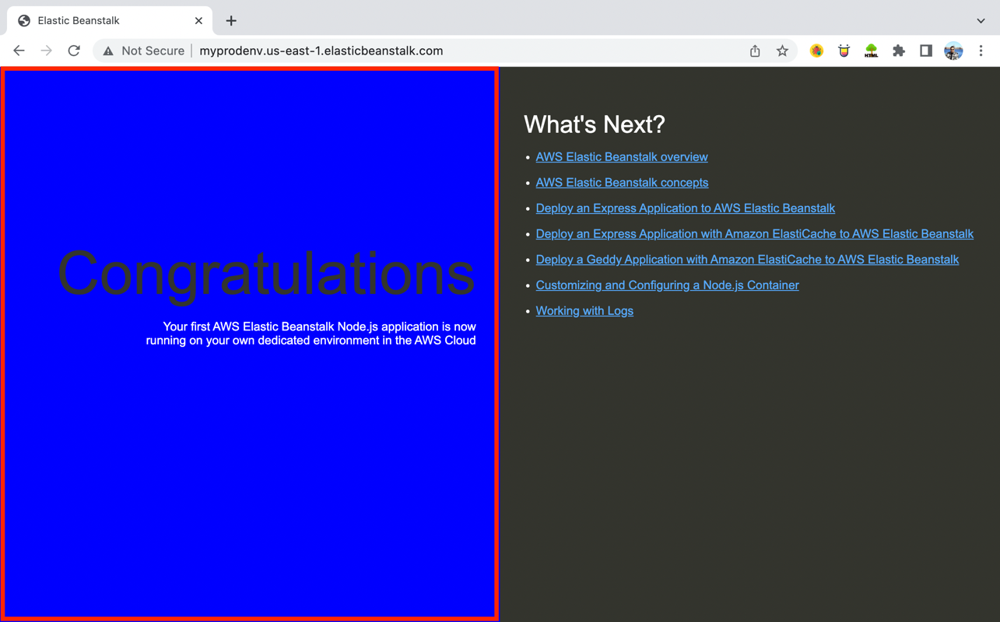 Elastic Beanstalk
Not Secure
myprodenv.us-east-1.elasticbeanstalk.com
HTML
Congratulations
Your first AWS Elastic Beanstalk Node.js application is now
running on your own dedicated environment in the AWS Cloud
What's Next?
AWS Elastic Beanstalk overview
AWS Elastic Beanstalk concepts
Deploy an Express Application to AWS Elastic Beanstalk
Deploy an Express Application with Amazon ElastiCache to AWS Elastic Beanstalk
Deploy a Geddy Application with Amazon ElastiCache to AWS Elastic Beanstalk
Customizing and Configuring a Node.js Container
Working with Logs